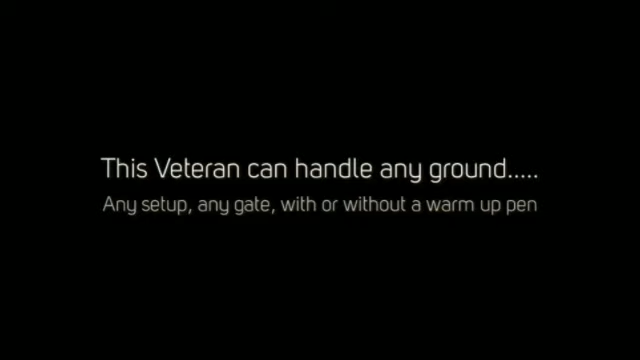 This Veteran can handle any ground.....
Any setup, any gate, with or without a warm up pen